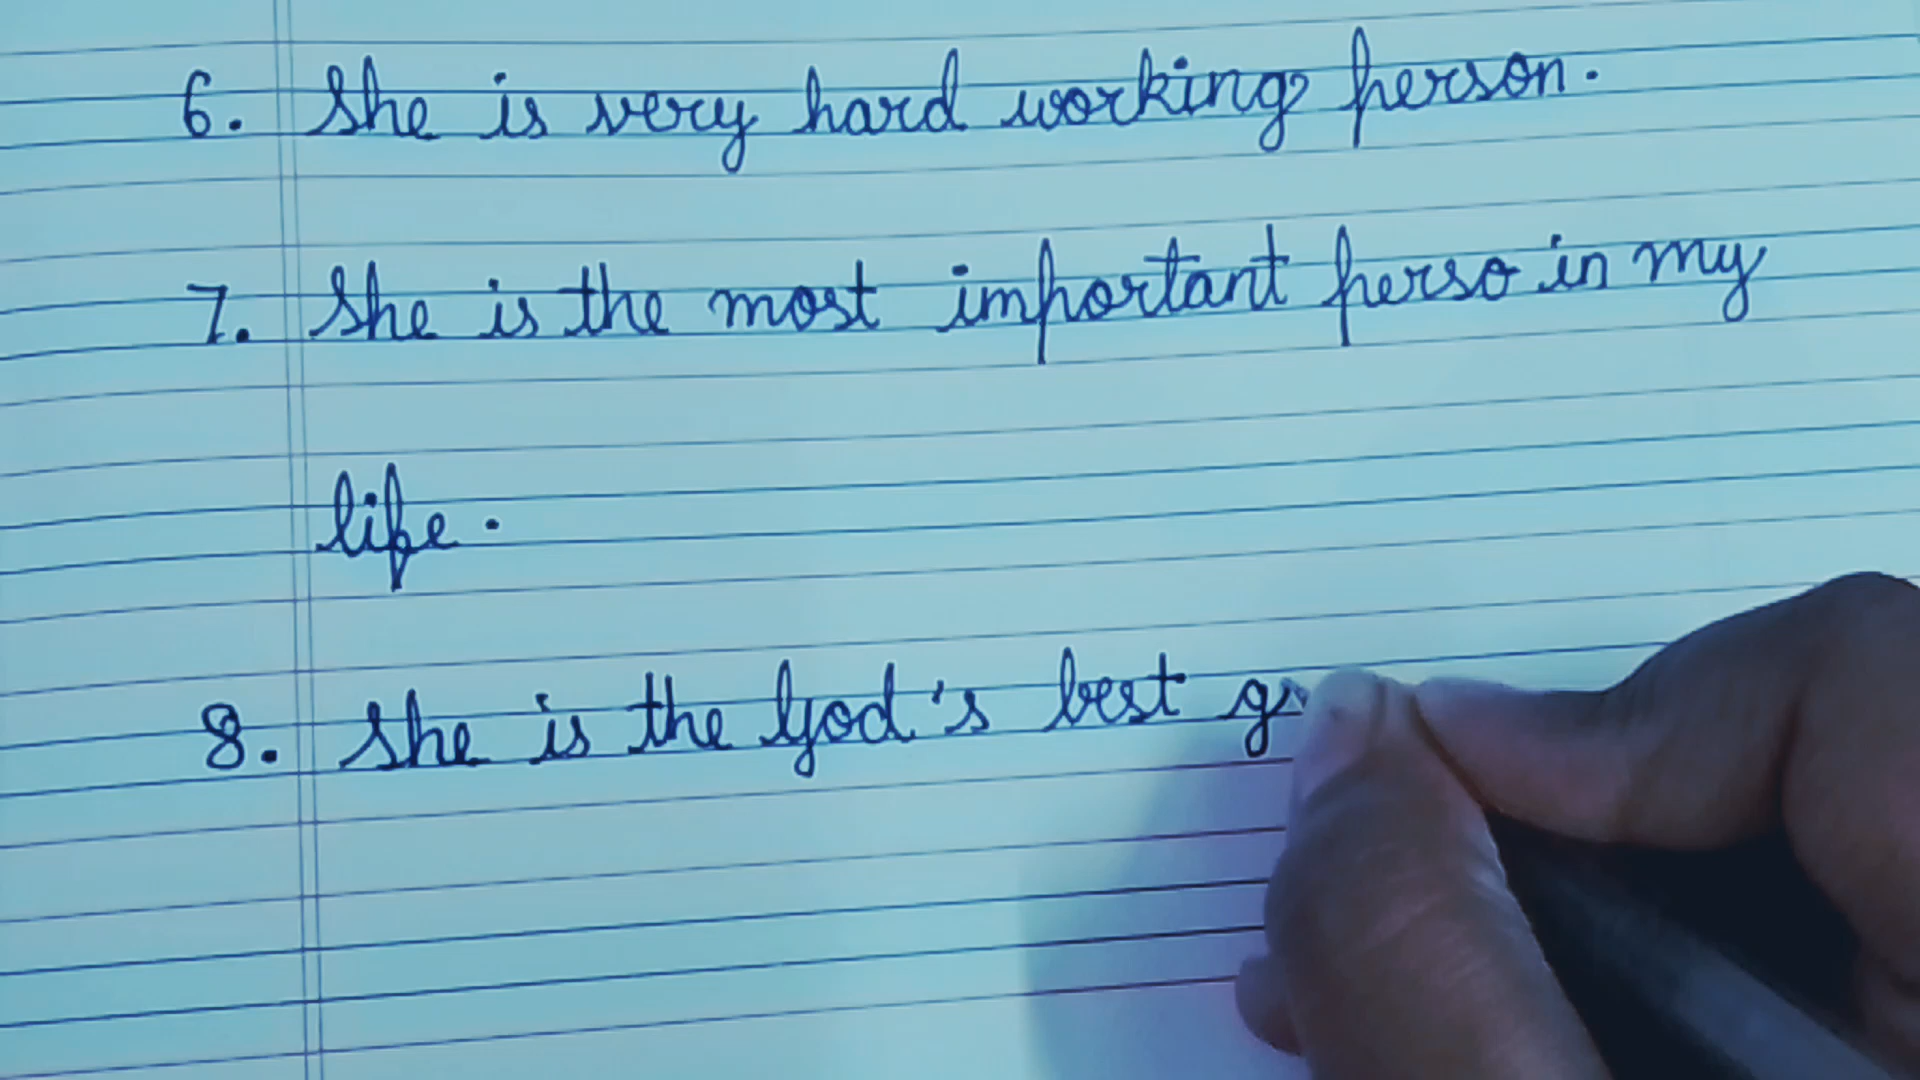 6. She is very hard working person.
7. She is the most important perso in my
life.
8. She is the God's best